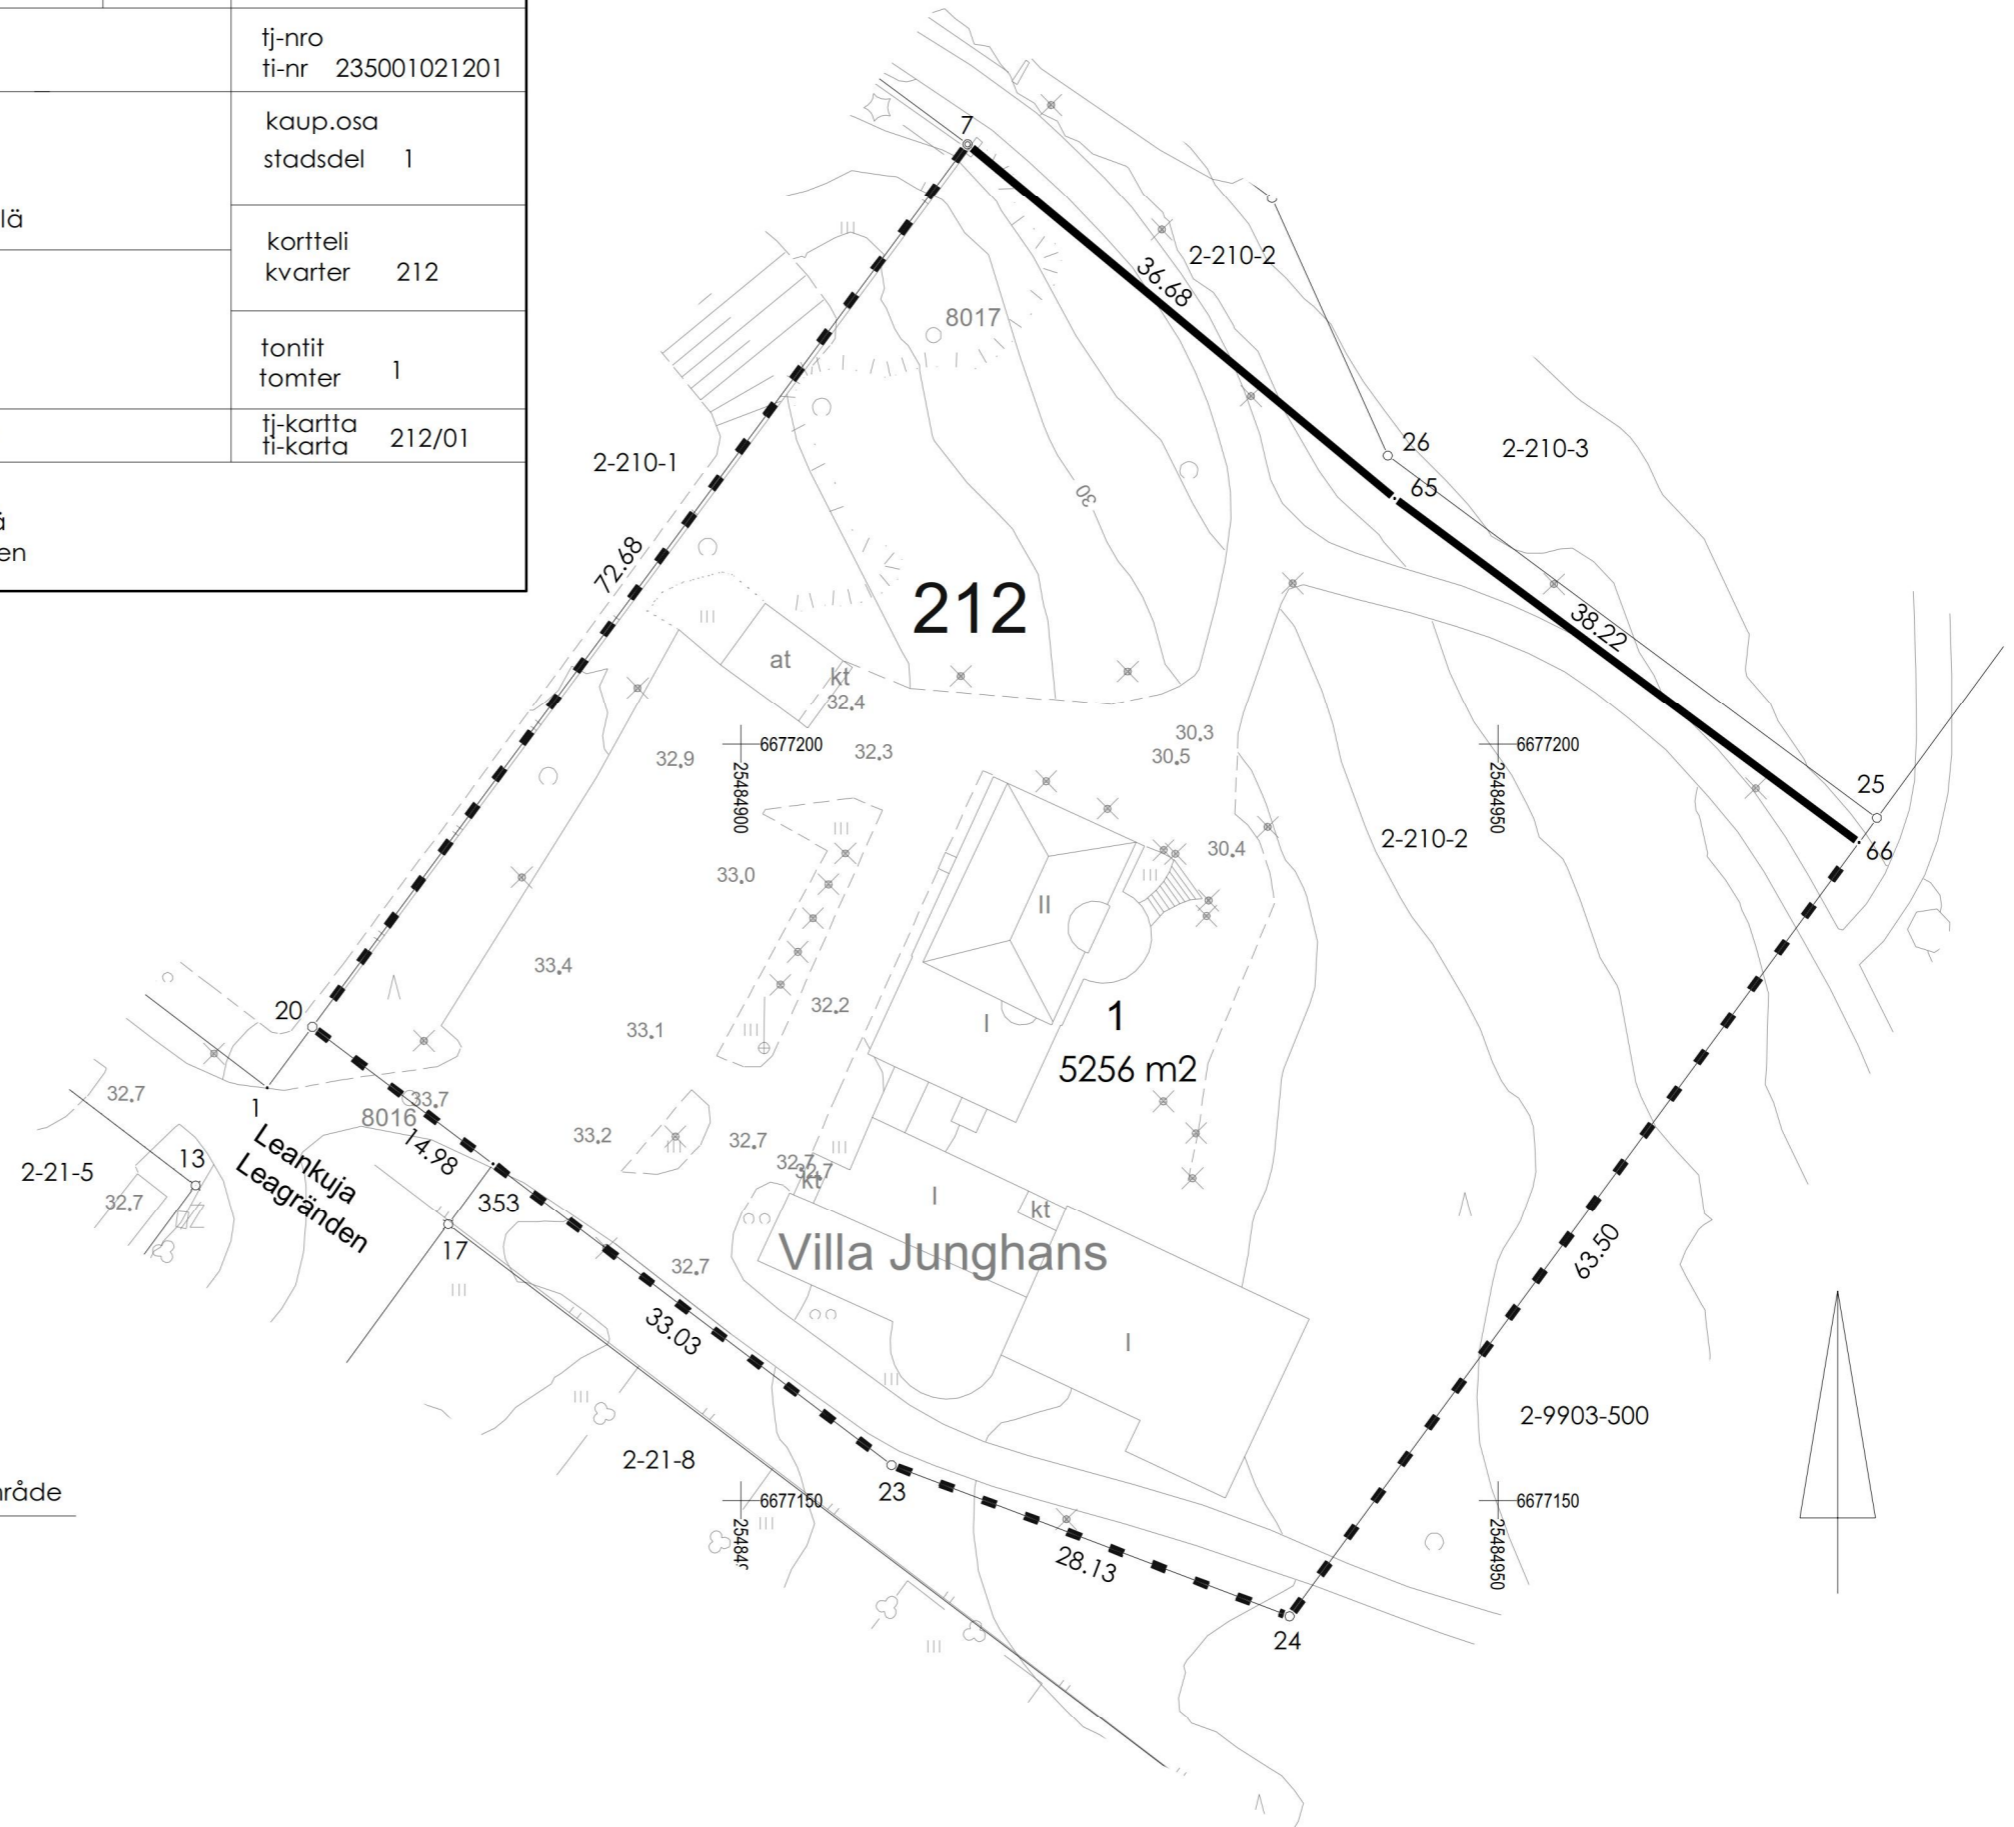 tj-nro
ti-nr 235001021201
kaup.osa
stadsdel 1
lä
kortteli
kvarter 212
tontit
tomter 1
tj-kartta
ti-karta 212/01
en
7
2-210-2
36.68
8017
26
2-210-3
65
2-210-1
30
72.68
212
38.22
at
kt
32.4
30.3
6677200
32.3
6677200
30.5
32.9
25484900
25484950
25
2-210-2
30.4
66
33.0
II
33.4
20
32.2
1
33.1
I
5256 m2
32.7
33.7
1
8016
33.2
32.7
14.98
Leankuja
Leagränden
13
2-21-5
32.7
32.7
kt
32.7
I
353
kt
17
Villa Junghans
63.50
32.7
33.03
I
2-9903-500
2-21-8
23
6677150
6677150
nråde
25484950
28.13
24